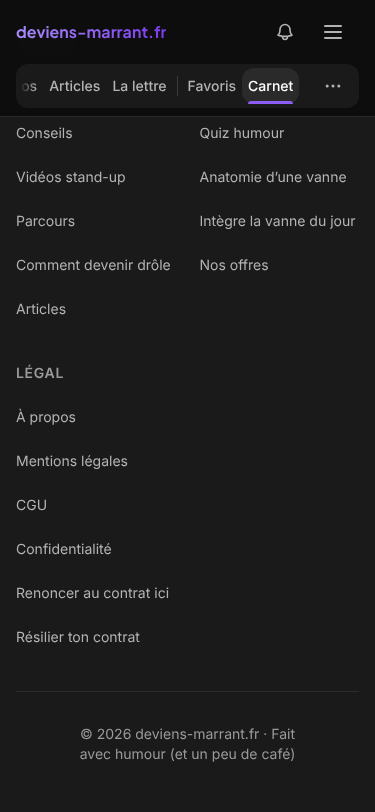 deviens-marrant.fr
os Articles La lettre Favoris Carnet
Conseils
Quiz humour
Vidéos stand-up
Anatomie d’une vanne
Parcours
Intègre la vanne du jour
Comment devenir drôle
Nos offres
Articles
LÉGAL
À propos
Mentions légales
CGU
Confidentialité
Renoncer au contrat ici
Résilier ton contrat
© 2026 deviens-marrant.fr · Fait
avec humour (et un peu de café)